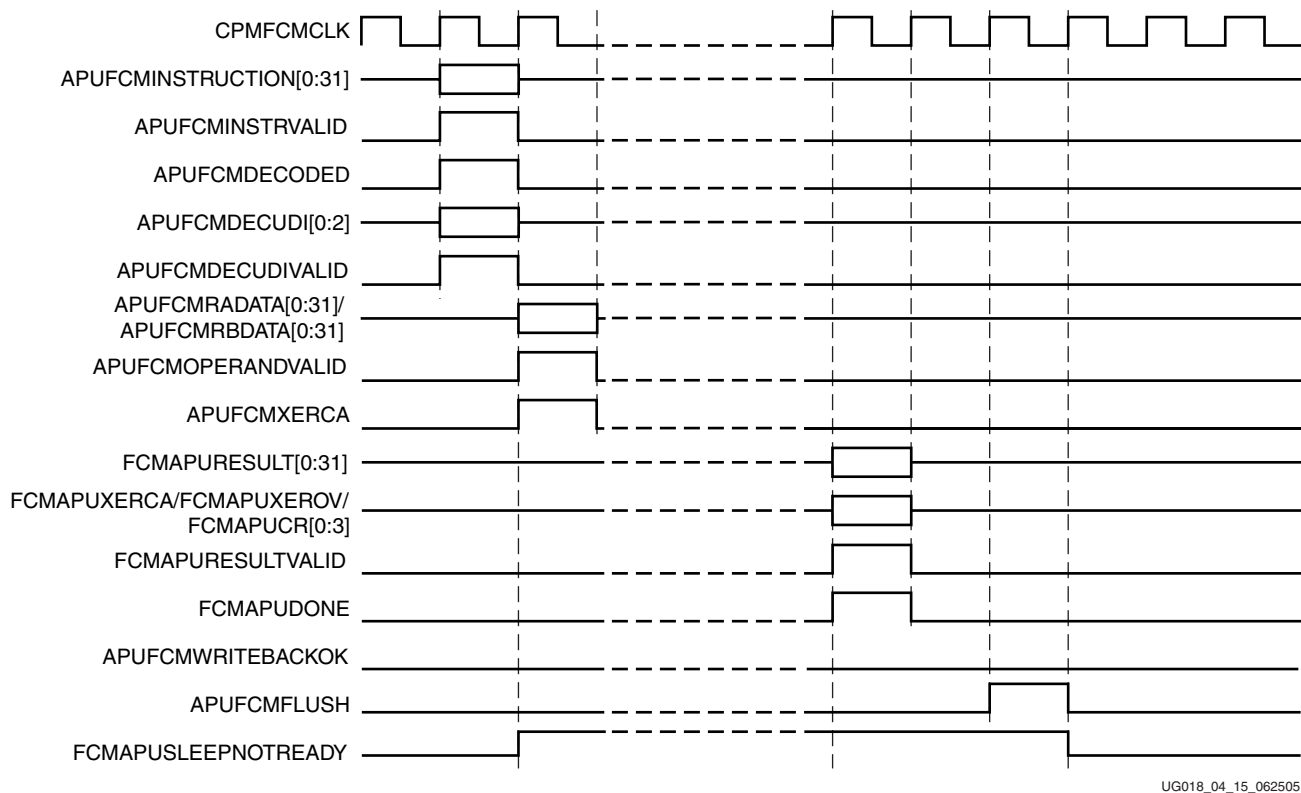 CPMFCMCLK
APUFCMINSTRUCTION[0:31]
APUFCMINSTRVALID
APUFCMDECODED
APUFCMDECUDI[0:2]
APUFCMDECUDIVALID
APUFCMRADATA[0:31]/
APUFCMRBDATA[0:31]
APUFCMOPERANDVALID
APUFCMXERCA
FCMAPURESULT[0:31]
FCMAPUXERCA/FCMAPUXEROV/
FCMAPUCR[0:3]
FCMAPURESULTVALID
FCMAPUDONE
APUFCMWRITEBACKOK
APUFCMFLUSH
FCMAPUSLEEPNOTREADY
UG018_04_15_062505